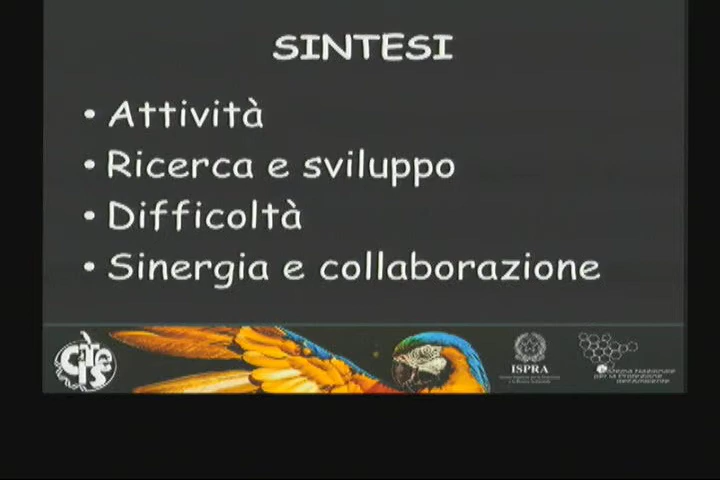 SINTESI
• Attività
• Ricerca e sviluppo
• Difficoltà
• Sinergia e collaborazione
ISPRA